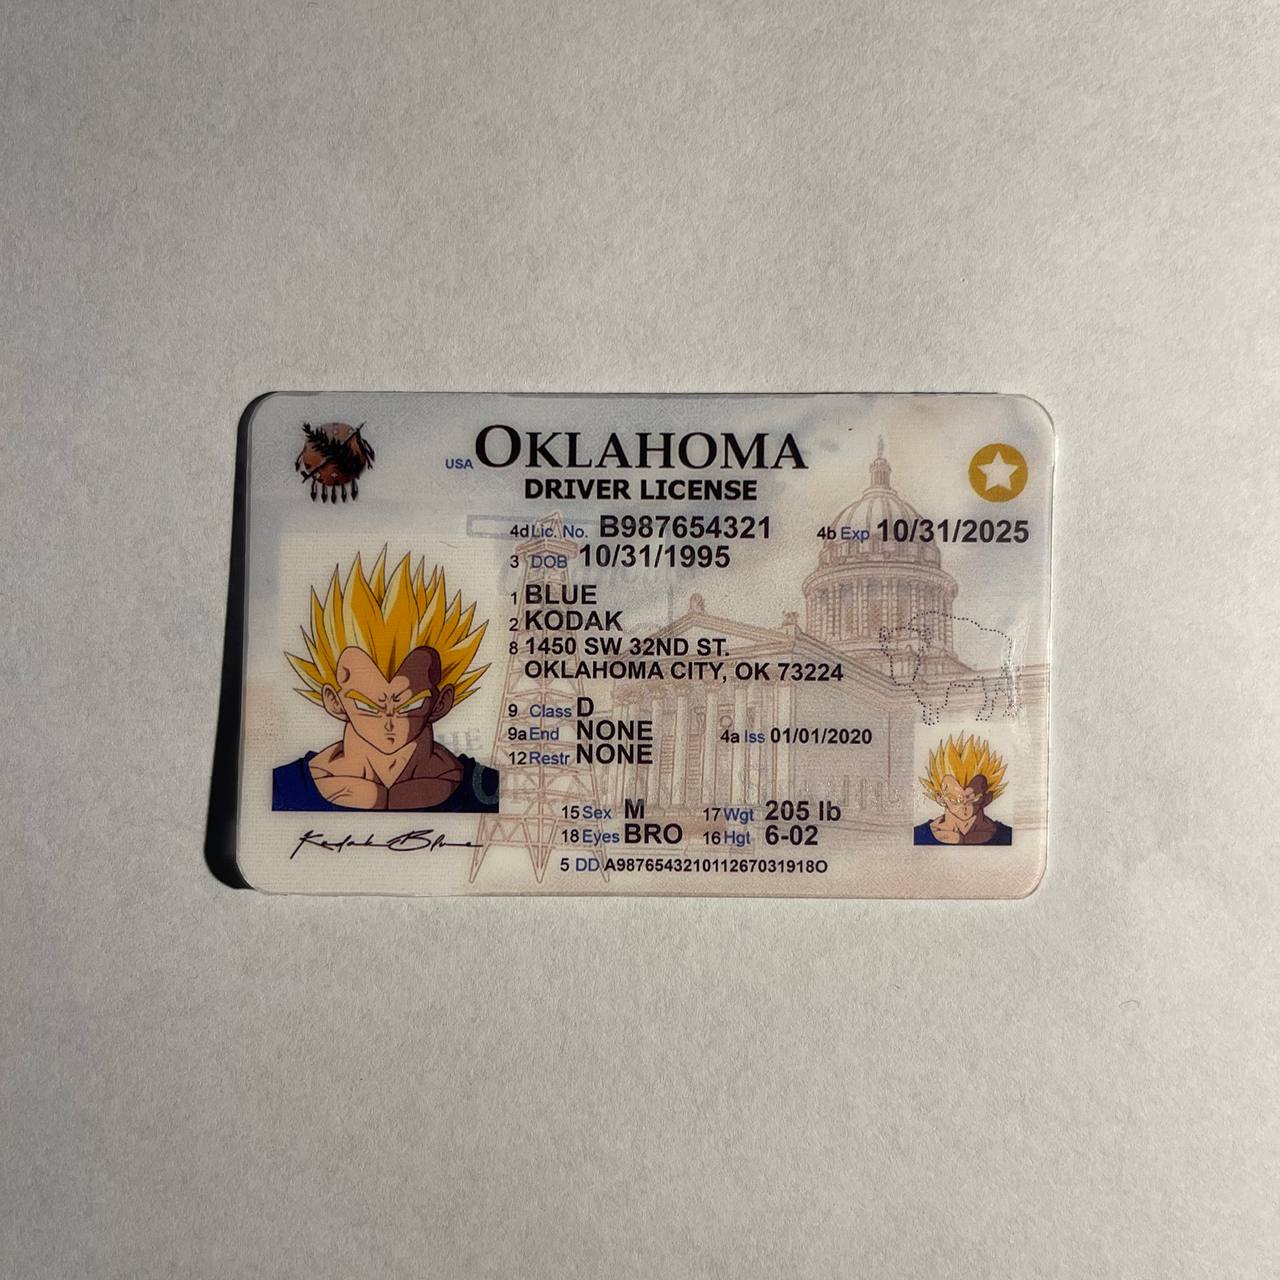 USA OKLAHOMA
DRIVER LICENSE
4d Lic. No. B987654321 4b Exp 10/31/2025
3 DOB 10/31/1995
1 BLUE
2 KODAK
8 1450 SW 32ND ST.
OKLAHOMA CITY, OK 73224
9 Class D
9a End NONE 4a Iss 01/01/2020
12 Restr NONE
15 Sex M 17 Wgt 205 lb
18 Eyes BRO 16 Hgt 6-02
Kodak Blue
5 DD A9876543210112670319180